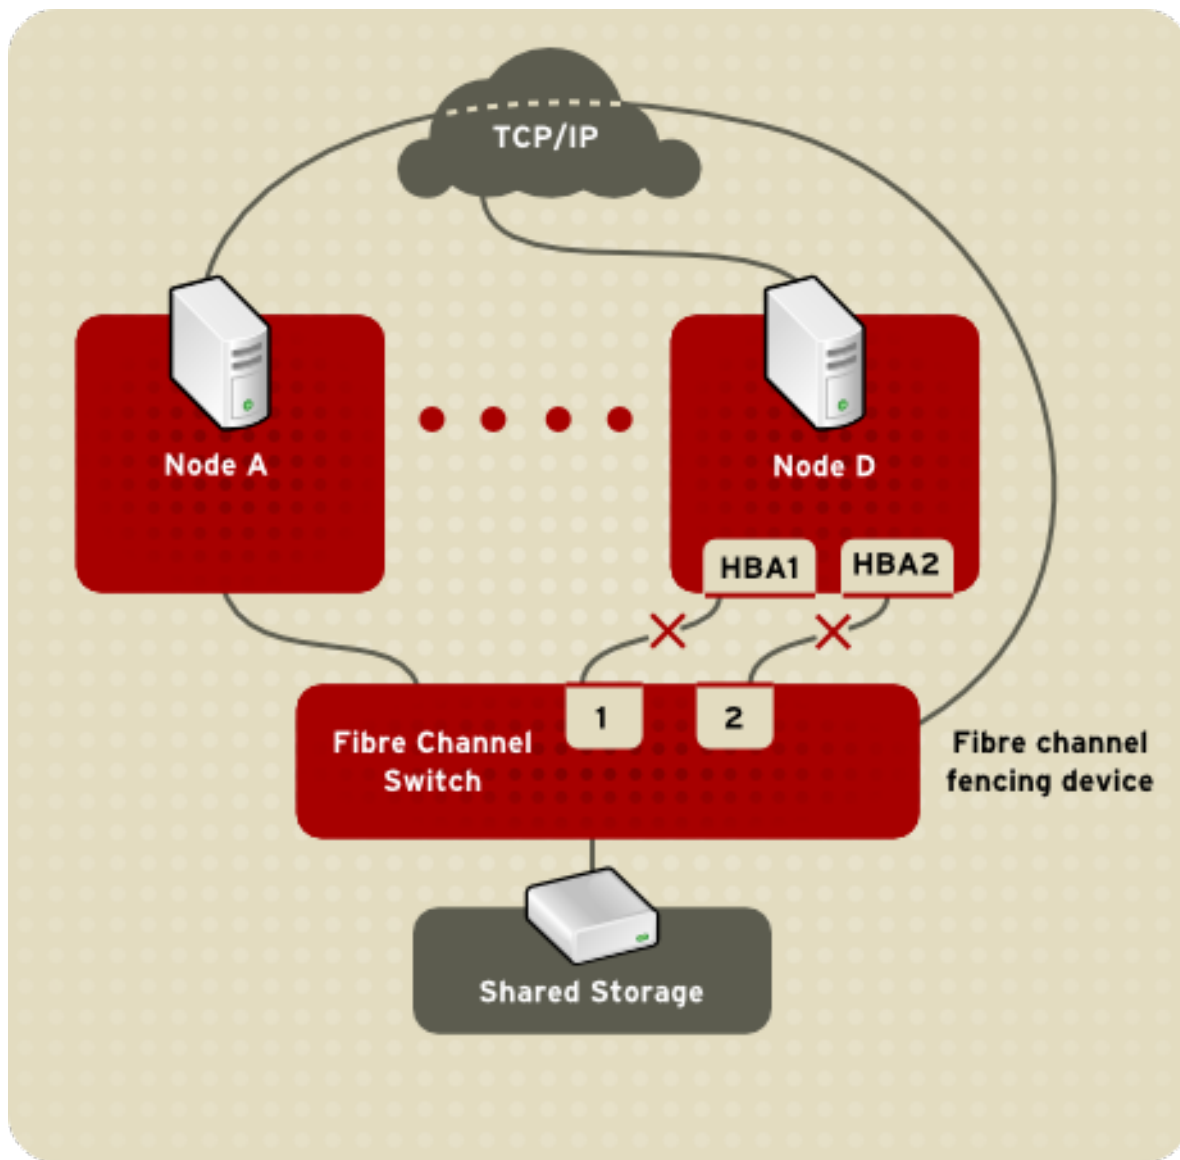 TCP/IP
Node A
Node D
HBA1
HBA2
1
2
Fibre Channel
Switch
Fibre channel
fencing device
Shared Storage